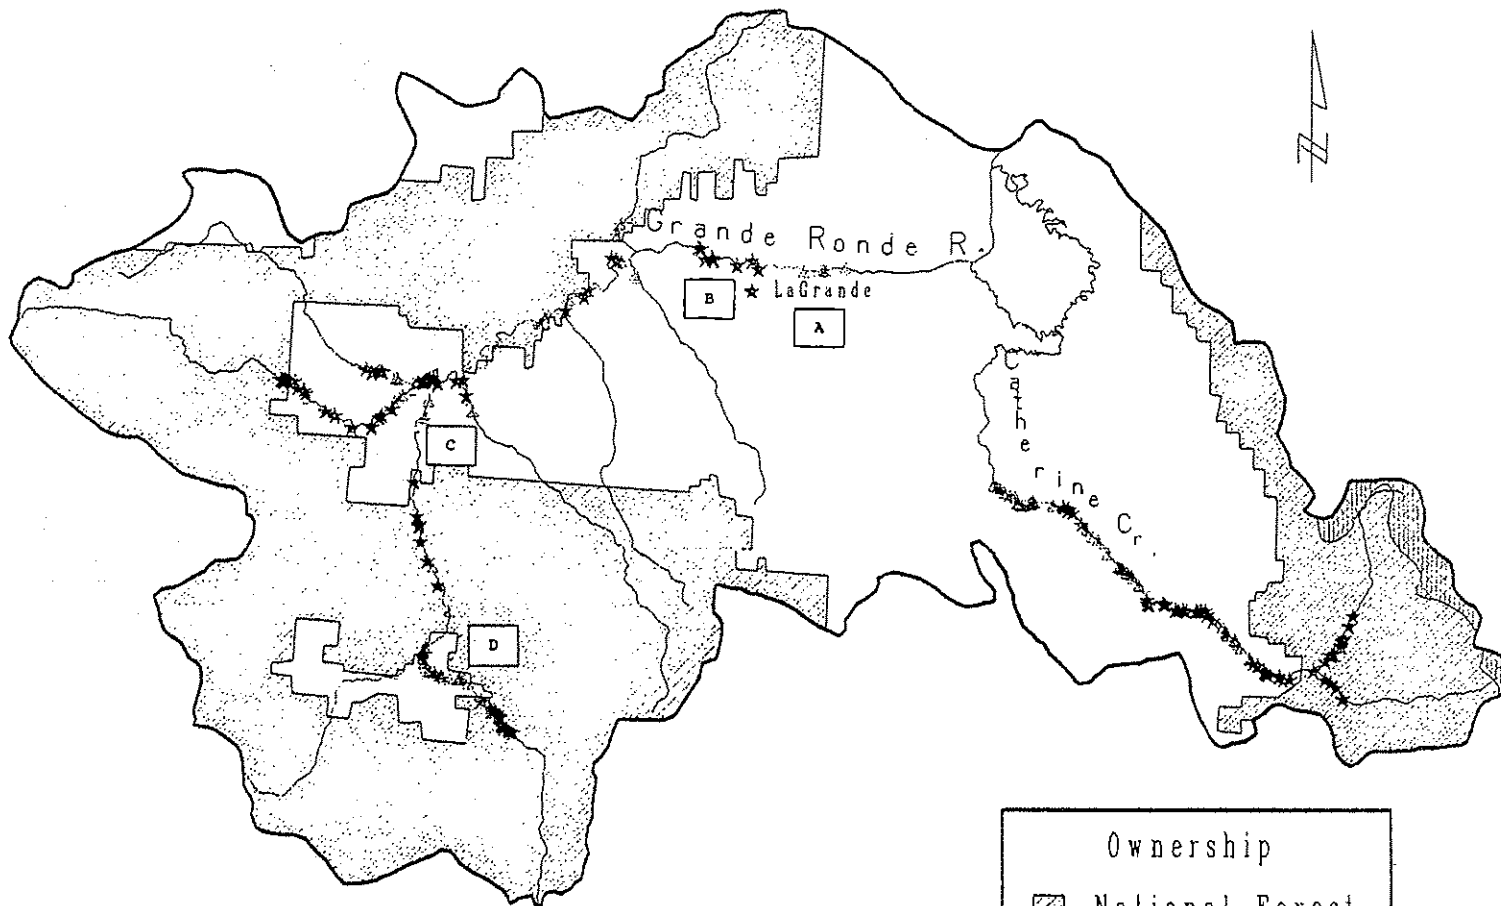 Grande Ronde R.
B
LaGrande
A
Catherine Cr.
C
D
N
Ownership
National Forest